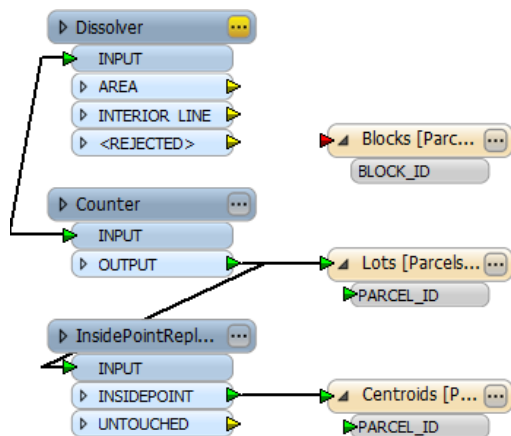 Dissolver
INPUT
AREA
INTERIOR LINE
<REJECTED>
Blocks [Parc...
BLOCK_ID
Counter
INPUT
OUTPUT
Lots [Parcels...
PARCEL_ID
InsidePointRepl...
INPUT
INSIDEPOINT
UNTOUCHED
Centroids [P...
PARCEL_ID